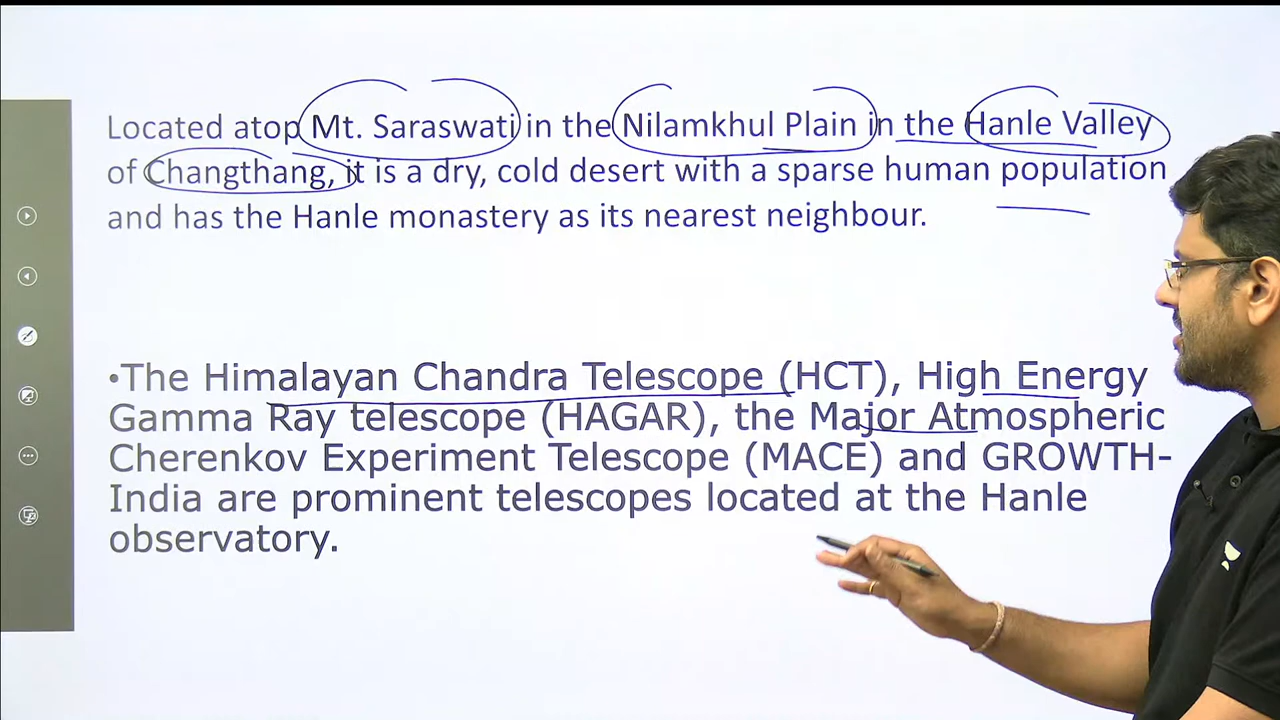 Located atop Mt. Saraswati in the Nilamkhul Plain in the Hanle Valley
of Changthang, it is a dry, cold desert with a sparse human population
and has the Hanle monastery as its nearest neighbour.
•The Himalayan Chandra Telescope (HCT), High Energy
Gamma Ray telescope (HAGAR), the Major Atmospheric
Cherenkov Experiment Telescope (MACE) and GROWTH-
India are prominent telescopes located at the Hanle
observatory.